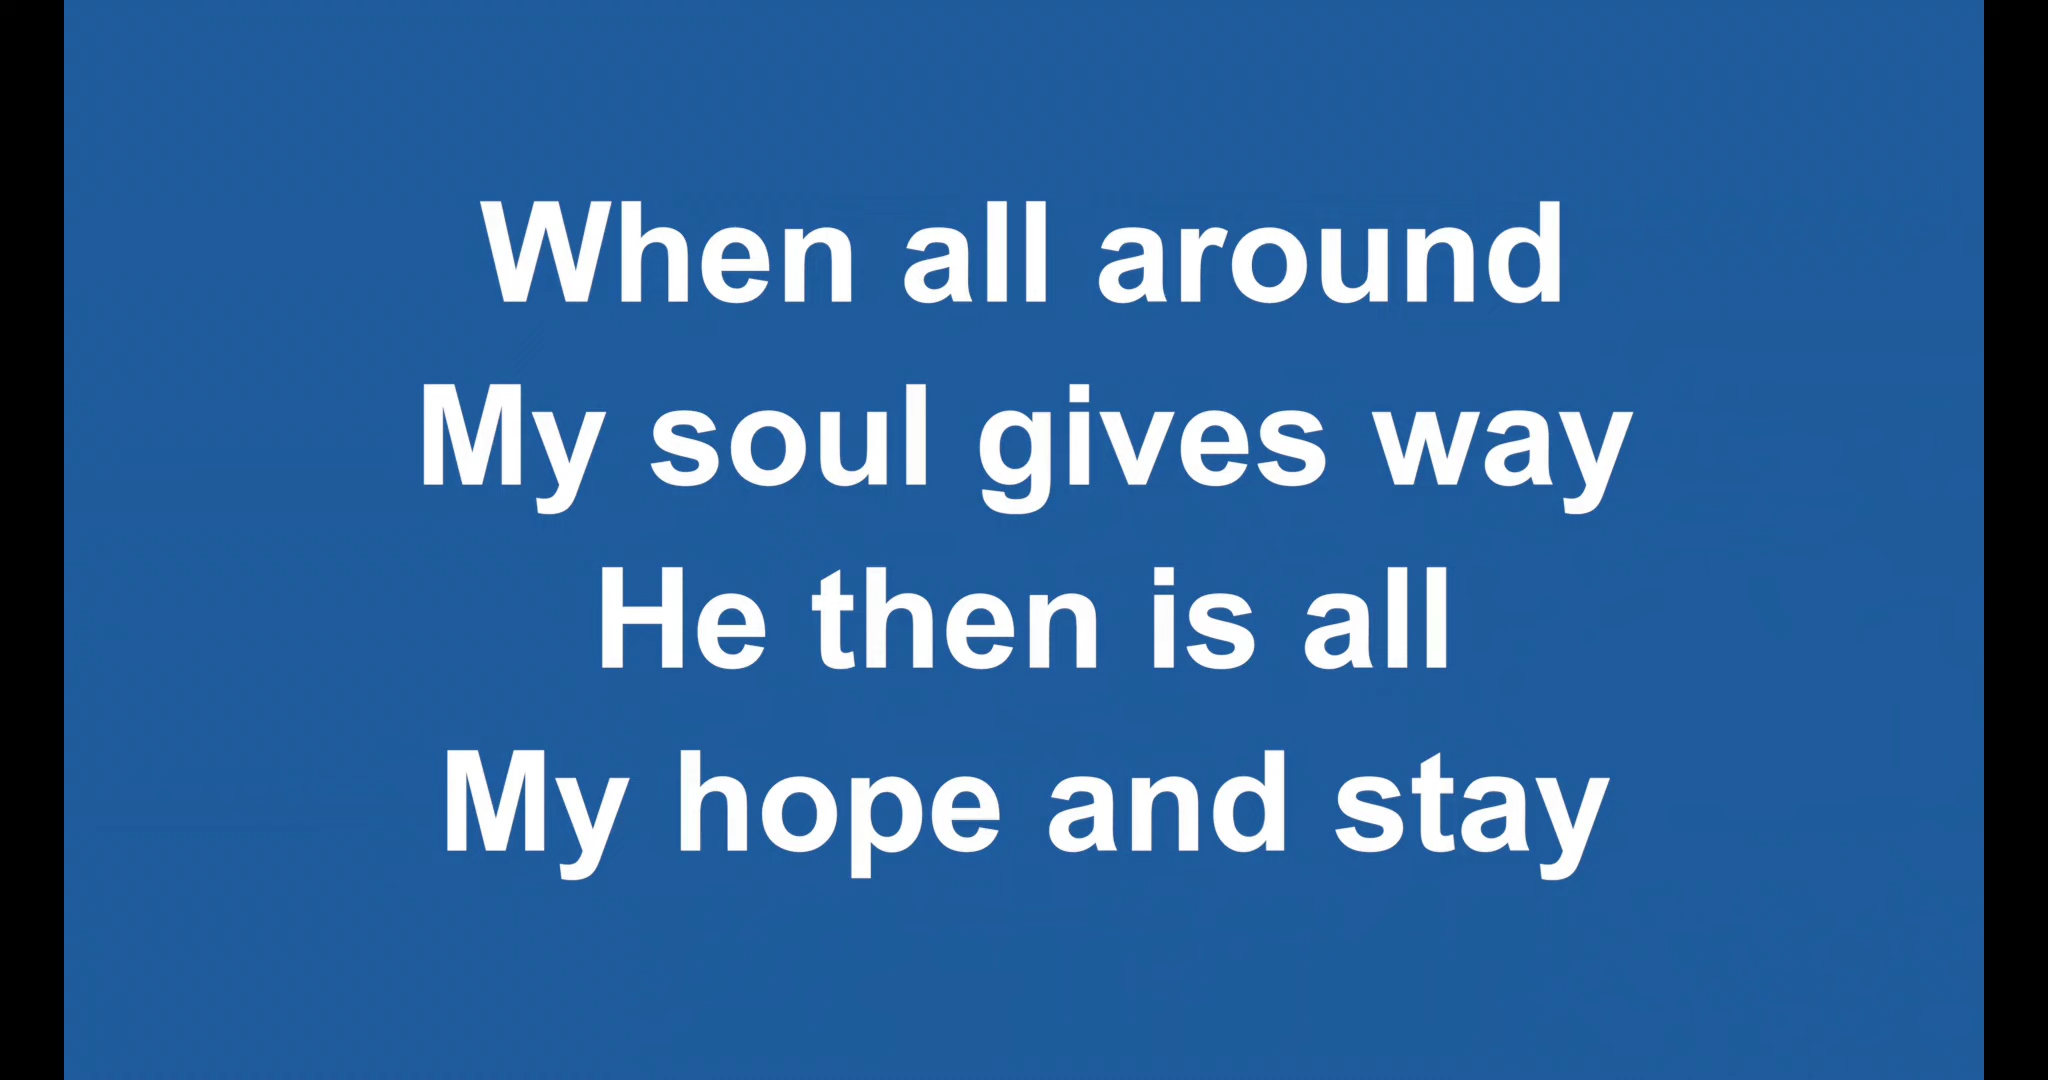 When all around
My soul gives way
He then is all
My hope and stay